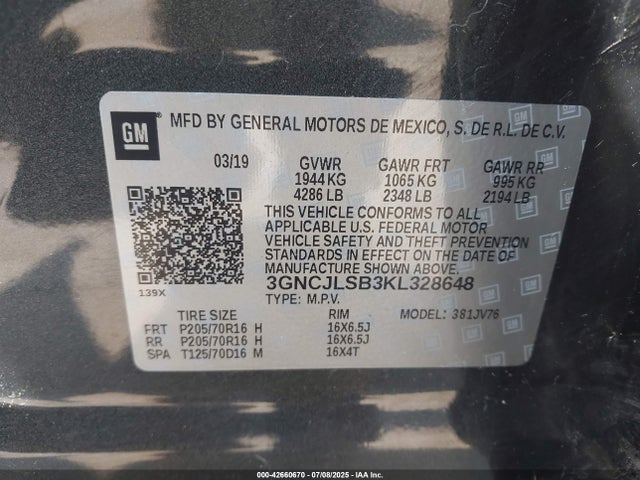 GM
MFD BY GENERAL MOTORS DE MEXICO, S. DE R.L. DE C.V.
03/19 GVWR GAWR FRT GAWR RR
1944 KG 1065 KG 995 KG
4286 LB 2348 LB 2194 LB
THIS VEHICLE CONFORMS TO ALL
APPLICABLE U.S. FEDERAL MOTOR
VEHICLE SAFETY AND THEFT PREVENTION
STANDARDS IN EFFECT ON THE DATE OF
MANUFACTURE SHOWN ABOVE.
139X
3GNCJLSB3KL328648
TYPE: M.P.V. MODEL: 381JV76
TIRE SIZE RIM
FRT P205/70R16 H 16X6.5J
RR P205/70R16 H 16X6.5J
SPA T125/70D16 M 16X4T
000-42660670 - 07/08/2025 - IAA Inc.